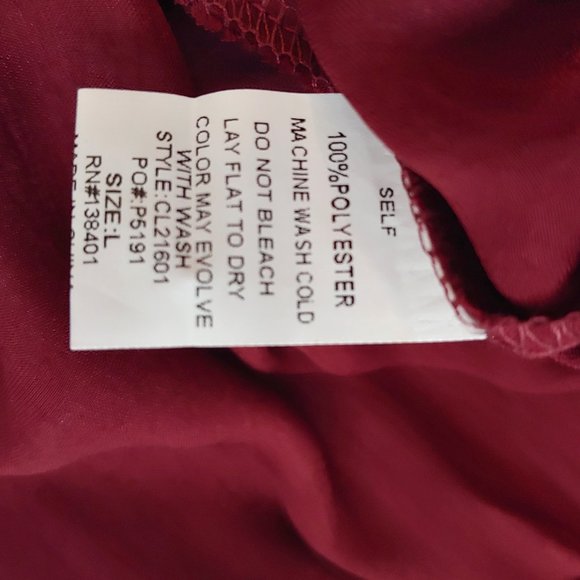 SELF
100%POLYESTER
MACHINE WASH COLD
DO NOT BLEACH
LAY FLAT TO DRY
COLOR MAY EVOLVE
WITH WASH
STYLE:CL21601
PO#:P5191
SIZE:L
RN#138401